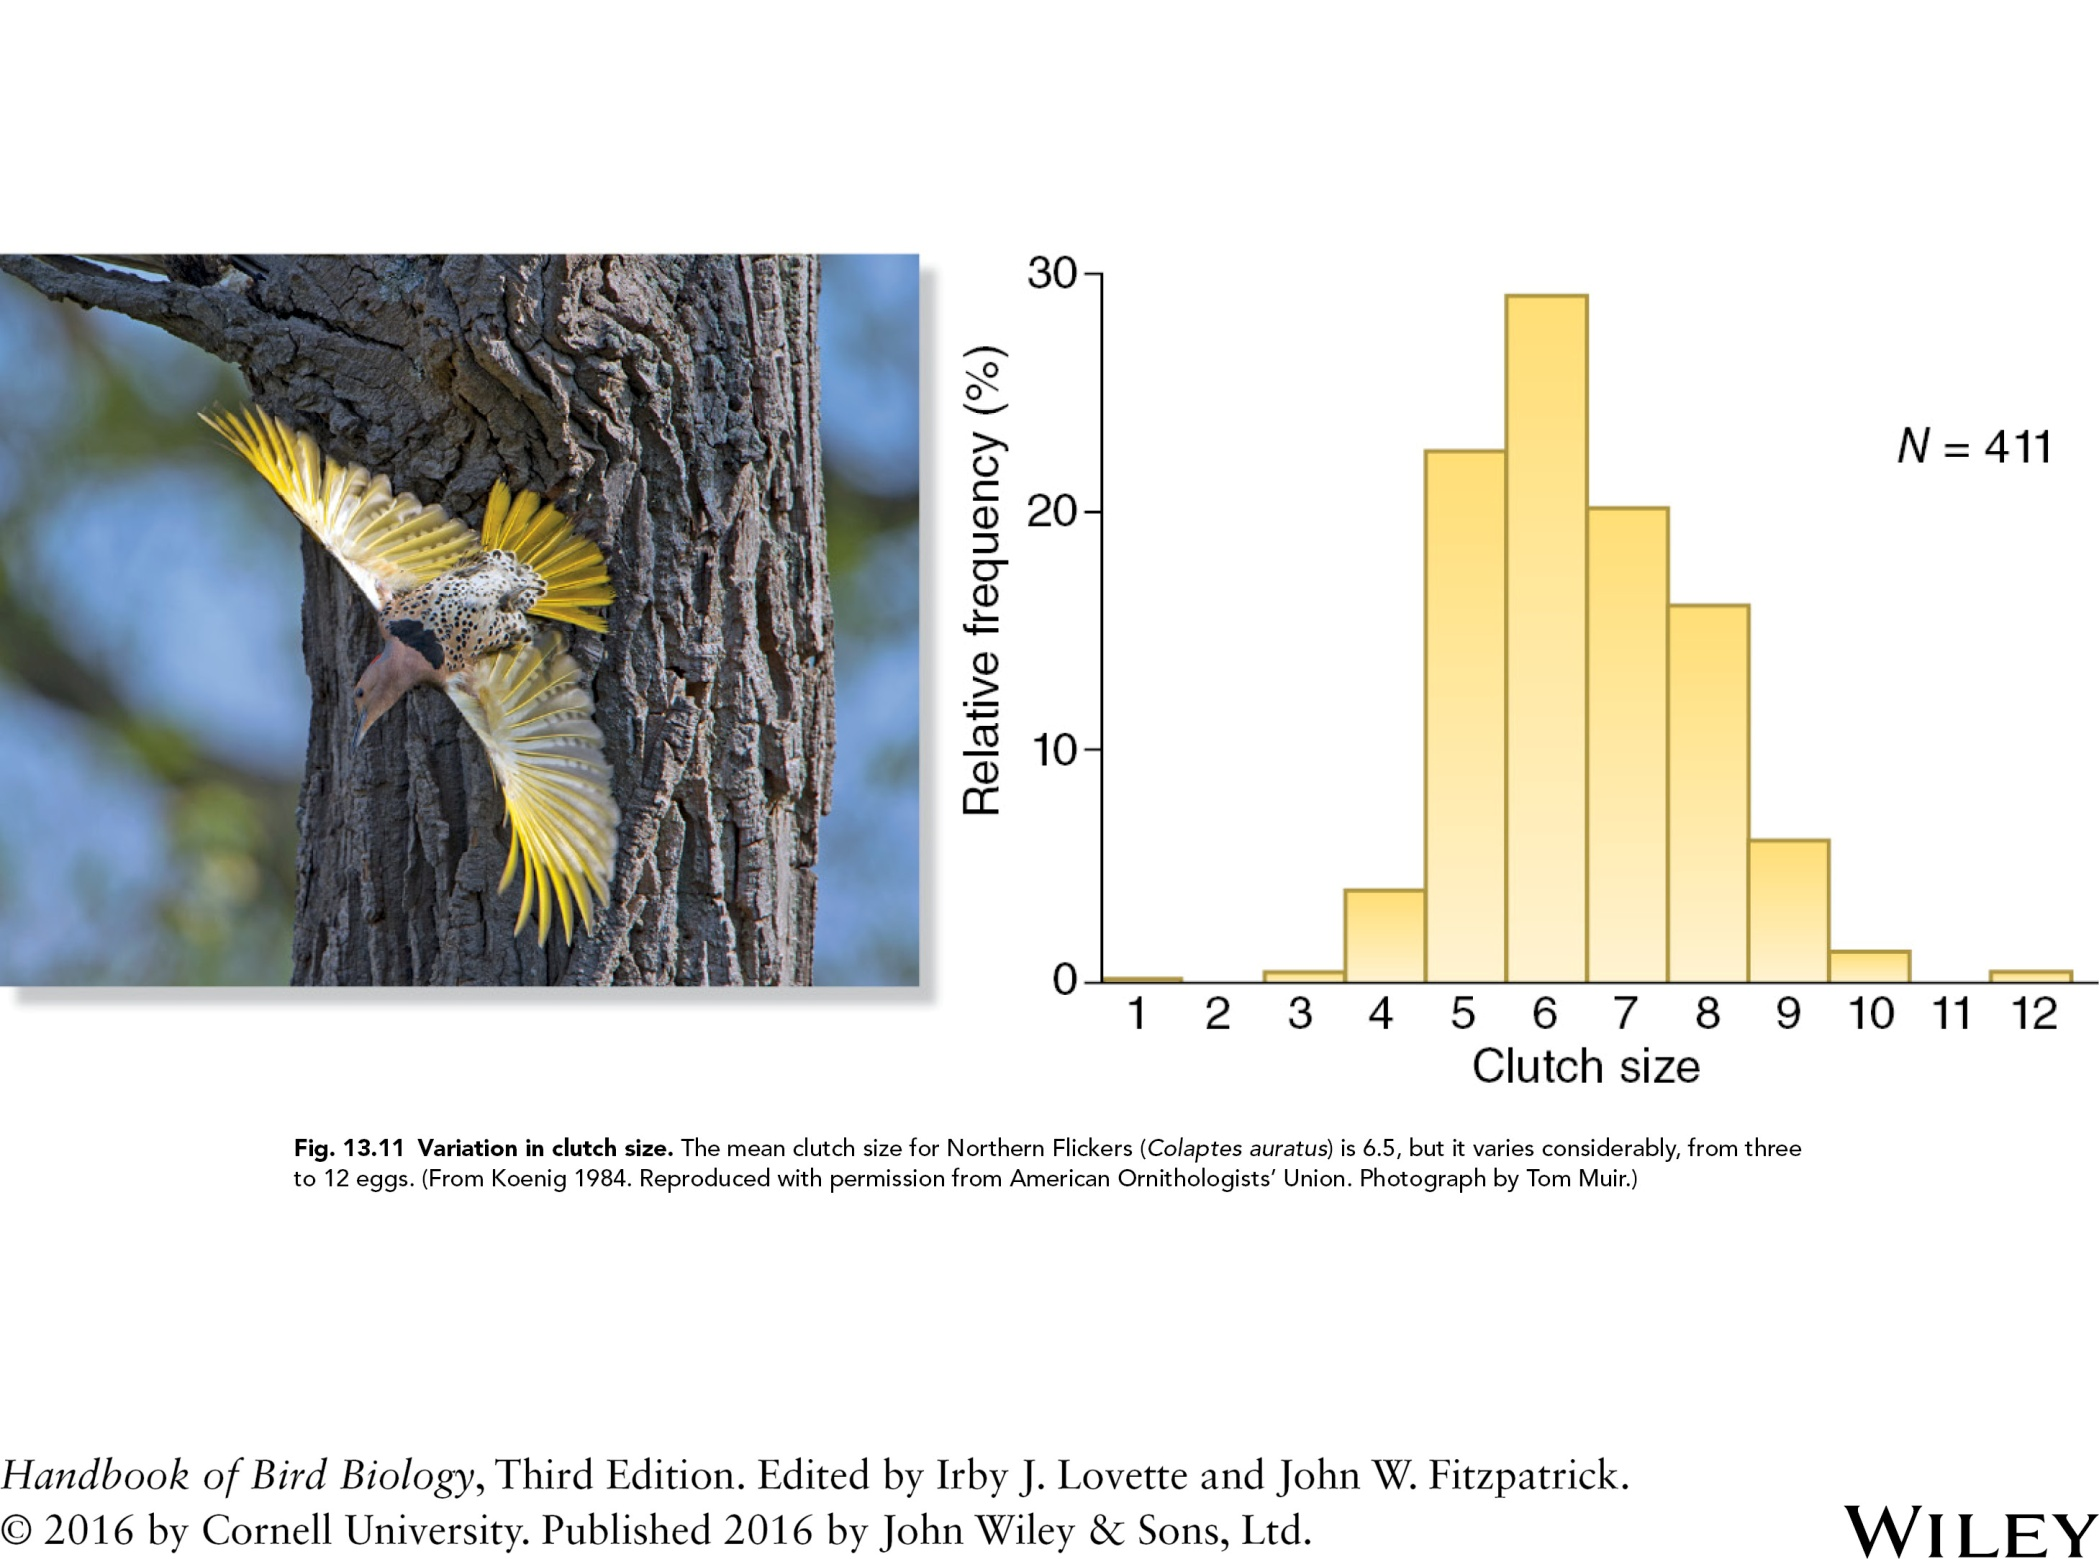 30
20
10
0
Relative frequency (%)
N = 411
1 2 3 4 5 6 7 8 9 10 11 12
Clutch size
Fig. 13.11 Variation in clutch size. The mean clutch size for Northern Flickers (Colaptes auratus) is 6.5, but it varies considerably, from three
to 12 eggs. (From Koenig 1984. Reproduced with permission from American Ornithologists’ Union. Photograph by Tom Muir.)
Handbook of Bird Biology, Third Edition. Edited by Irby J. Lovette and John W. Fitzpatrick.
© 2016 by Cornell University. Published 2016 by John Wiley & Sons, Ltd.
WILEY